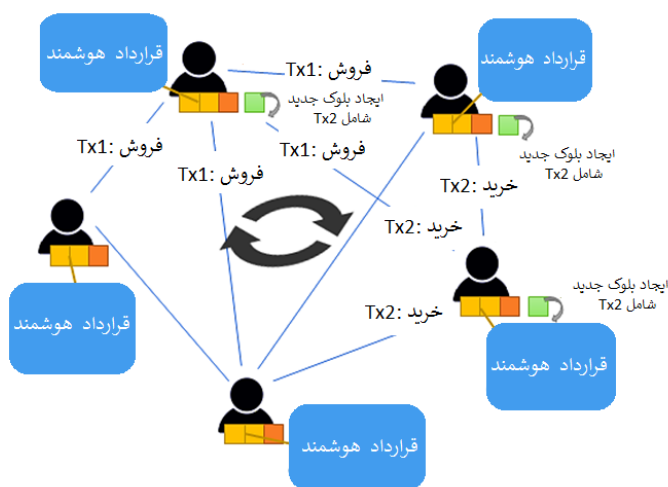 قرارداد هوشمند
قرارداد هوشمند
Tx1: فروش
ایجاد بلوک جدید
شامل Tx2
Tx1: فروش
Tx1: فروش
Tx1: فروش
ایجاد بلوک جدید
شامل Tx2
Tx2: خرید
Tx2: خرید
قرارداد هوشمند
Tx2: خرید
ایجاد بلوک جدید
شامل Tx2
قرارداد هوشمند
قرارداد هوشمند